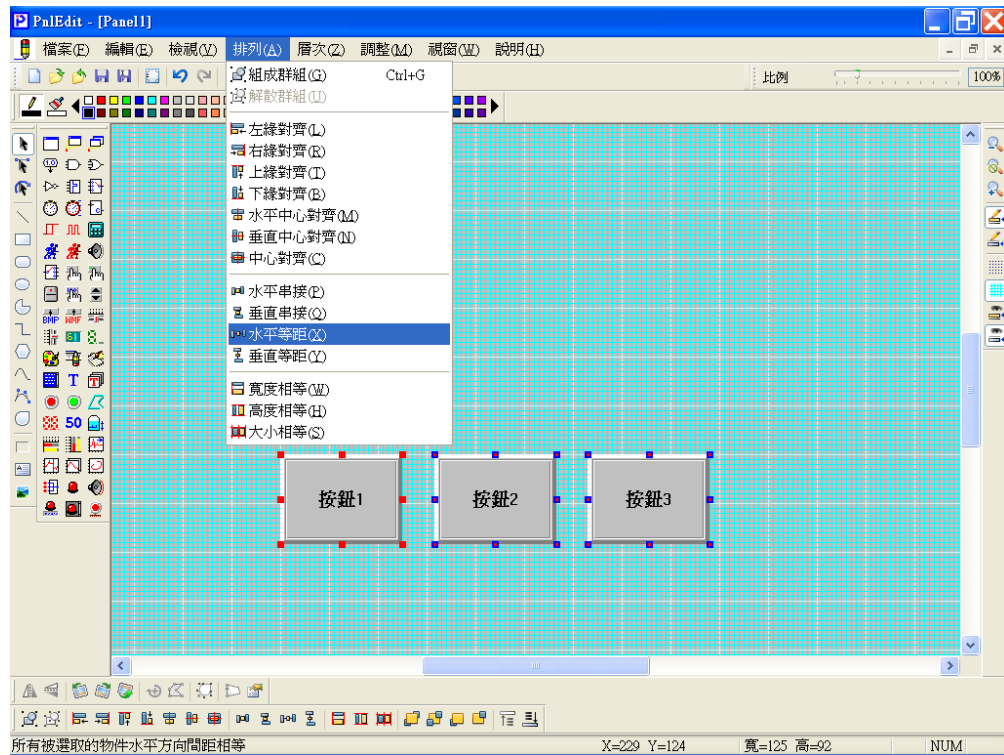 PnlEdit - [Panel1]
檔案(F) 編輯(E) 檢視(V) 排列(A) 層次(Z) 調整(M) 視窗(W) 說明(H)
比例 100%
組成群組(G) Ctrl+G
解散群組(U)
左緣對齊(L)
右緣對齊(R)
上緣對齊(T)
下緣對齊(B)
水平中心對齊(M)
垂直中心對齊(N)
中心對齊(C)
水平串接(P)
垂直串接(Q)
水平等距(X)
垂直等距(Y)
寬度相等(W)
高度相等(H)
大小相等(S)
BMP WMF
ST
T T
50
按鈕1 按鈕2 按鈕3
所有被選取的物件水平方向間距相等 X=229 Y=124 寬=125 高=92 NUM